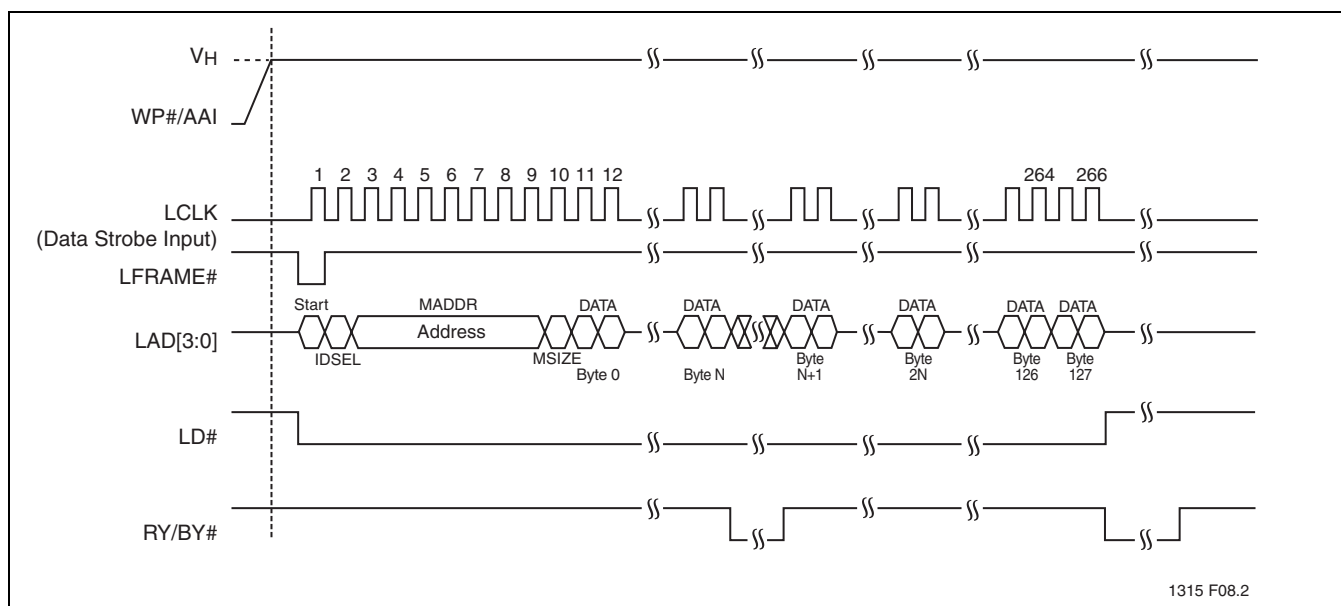 VH
WP#/AAI
1 2 3 4 5 6 7 8 9 10 11 12 264 266
LCLK
(Data Strobe Input)
LFRAME#
Start MADDR DATA DATA DATA DATA DATA DATA
LAD[3:0] Address
IDSEL MSIZE Byte 0 Byte N Byte N+1 Byte 2N Byte 126 Byte 127
LD#
RY/BY#
1315 F08.2